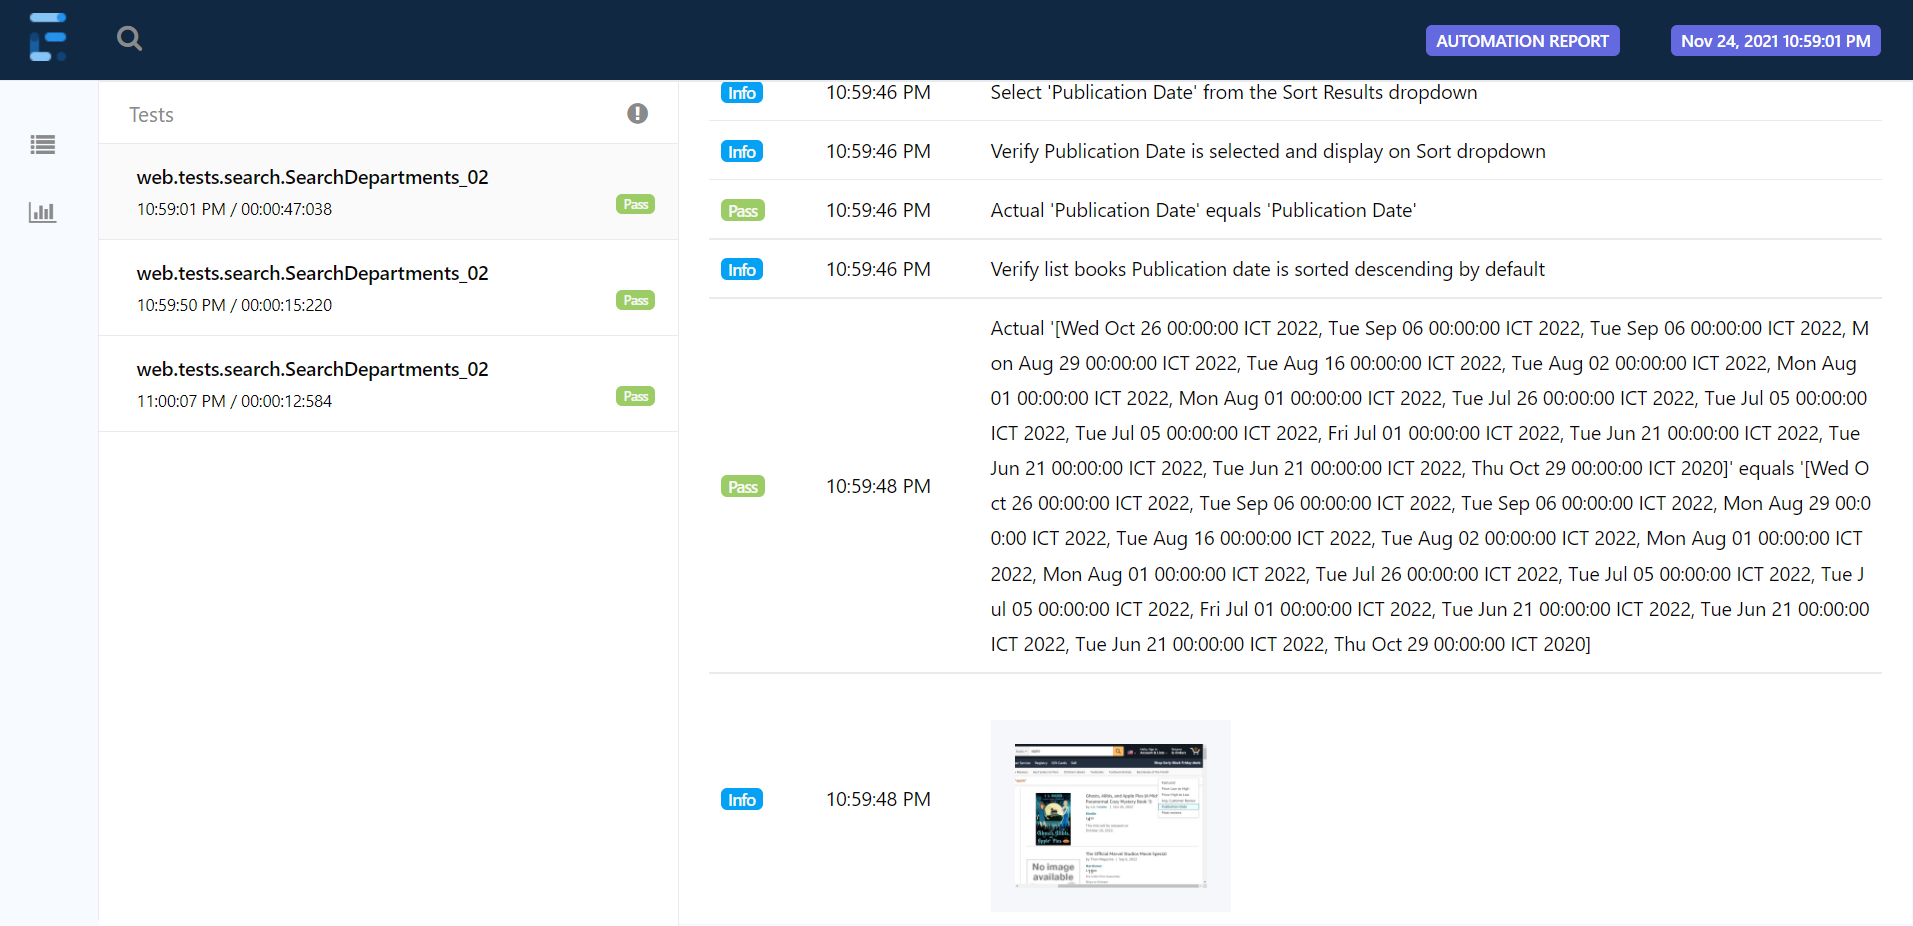 AUTOMATION REPORT
Nov 24, 2021 10:59:01 PM
Tests
web.tests.search.SearchDepartments_02
10:59:01 PM / 00:00:47:038
Pass
web.tests.search.SearchDepartments_02
10:59:50 PM / 00:00:15:220
Pass
web.tests.search.SearchDepartments_02
11:00:07 PM / 00:00:12:584
Pass
Info 10:59:46 PM Select 'Publication Date' from the Sort Results dropdown
Info 10:59:46 PM Verify Publication Date is selected and display on Sort dropdown
Pass 10:59:46 PM Actual 'Publication Date' equals 'Publication Date'
Info 10:59:46 PM Verify list books Publication date is sorted descending by default
Pass 10:59:48 PM
Actual '[Wed Oct 26 00:00:00 ICT 2022, Tue Sep 06 00:00:00 ICT 2022, Tue Sep 06 00:00:00 ICT 2022, M
on Aug 29 00:00:00 ICT 2022, Tue Aug 16 00:00:00 ICT 2022, Tue Aug 02 00:00:00 ICT 2022, Mon Aug
01 00:00:00 ICT 2022, Mon Aug 01 00:00:00 ICT 2022, Tue Jul 26 00:00:00 ICT 2022, Tue Jul 05 00:00:00
ICT 2022, Tue Jul 05 00:00:00 ICT 2022, Fri Jul 01 00:00:00 ICT 2022, Tue Jun 21 00:00:00 ICT 2022, Tue
Jun 21 00:00:00 ICT 2022, Tue Jun 21 00:00:00 ICT 2022, Thu Oct 29 00:00:00 ICT 2020]' equals '[Wed O
ct 26 00:00:00 ICT 2022, Tue Sep 06 00:00:00 ICT 2022, Tue Sep 06 00:00:00 ICT 2022, Mon Aug 29 00:0
0:00 ICT 2022, Tue Aug 16 00:00:00 ICT 2022, Tue Aug 02 00:00:00 ICT 2022, Mon Aug 01 00:00:00 ICT
2022, Mon Aug 01 00:00:00 ICT 2022, Tue Jul 26 00:00:00 ICT 2022, Tue Jul 05 00:00:00 ICT 2022, Tue J
ul 05 00:00:00 ICT 2022, Fri Jul 01 00:00:00 ICT 2022, Tue Jun 21 00:00:00 ICT 2022, Tue Jun 21 00:00:00
ICT 2022, Tue Jun 21 00:00:00 ICT 2022, Thu Oct 29 00:00:00 ICT 2020]
Info 10:59:48 PM
No image
available